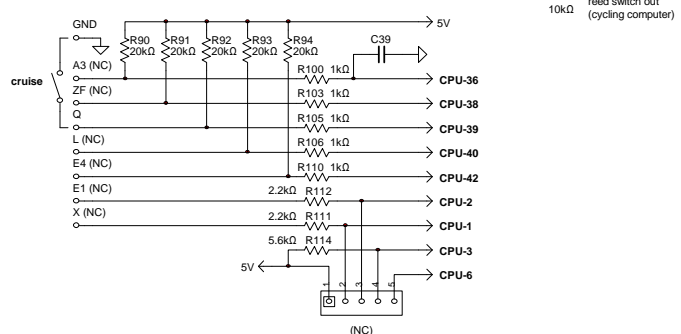 reed switch out
10kΩ (cycling computer)
GND
5V
R90 R91 R92 R93 R94
20kΩ 20kΩ 20kΩ 20kΩ 20kΩ
C39
A3 (NC)
R100 1kΩ
CPU-36
cruise
ZF (NC)
R103 1kΩ
CPU-38
Q
R105 1kΩ
CPU-39
L (NC)
R106 1kΩ
CPU-40
E4 (NC)
R110 1kΩ
CPU-42
E1 (NC)
2.2kΩ R112
CPU-2
X (NC)
2.2kΩ R111
CPU-1
5.6kΩ R114
CPU-3
5V
CPU-6
1 2 3 4 5
(NC)